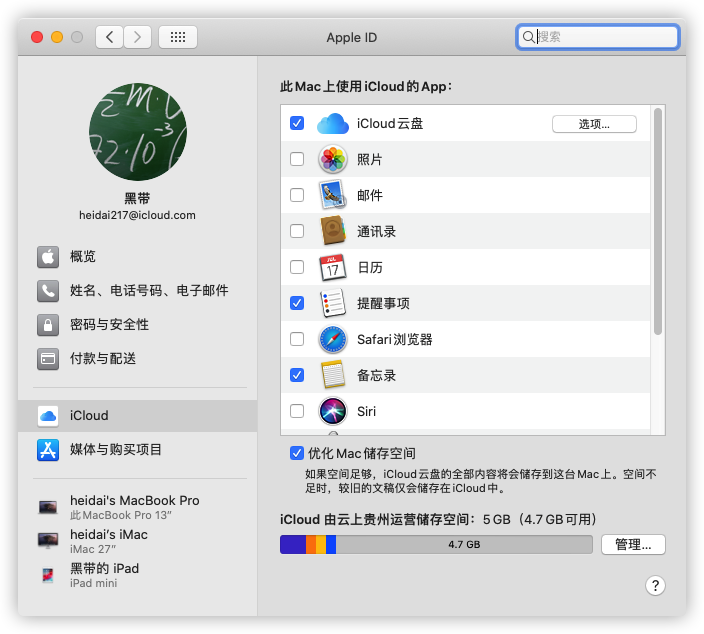 Apple ID
搜索
黑带
heidai217@icloud.com
概览
姓名、电话号码、电子邮件
密码与安全性
付款与配送
iCloud
媒体与购买项目
heidai's MacBook Pro
此MacBook Pro 13”
heidai’s iMac
iMac 27”
黑带的 iPad
iPad mini
此Mac上使用iCloud的App：
iCloud云盘
选项...
照片
邮件
通讯录
JUL
17
日历
提醒事项
Safari浏览器
备忘录
Siri
优化Mac储存空间
如果空间足够，iCloud云盘的全部内容将会储存到这台Mac上。空间不
足时，较旧的文稿仅会储存在iCloud中。
iCloud 由云上贵州运营储存空间：5 GB（4.7 GB可用）
4.7 GB
管理...
?